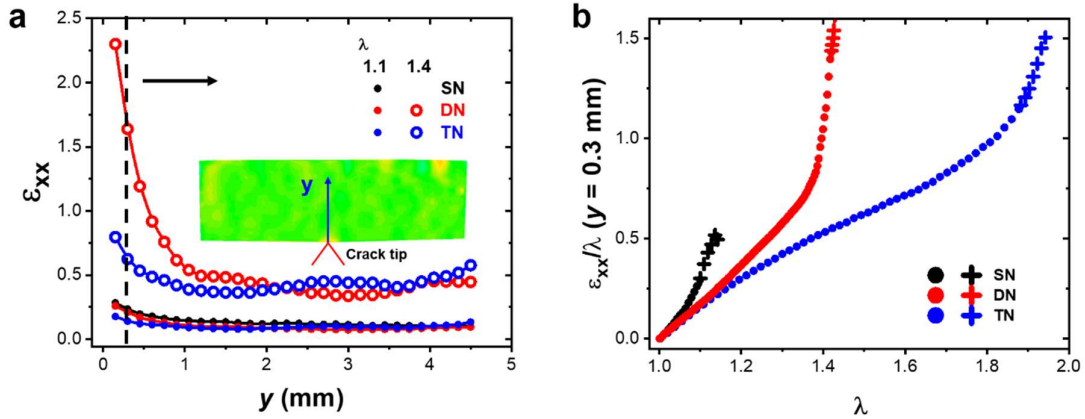 a
b
ε_xx
2.5
2.0
1.5
1.0
0.5
0.0
0
1
2
3
4
5
y (mm)
λ
1.1 1.4
SN
DN
TN
y
Crack tip
ε_xx/λ (y = 0.3 mm)
1.5
1.0
0.5
0.0
1.0
1.2
1.4
1.6
1.8
2.0
λ
SN
DN
TN